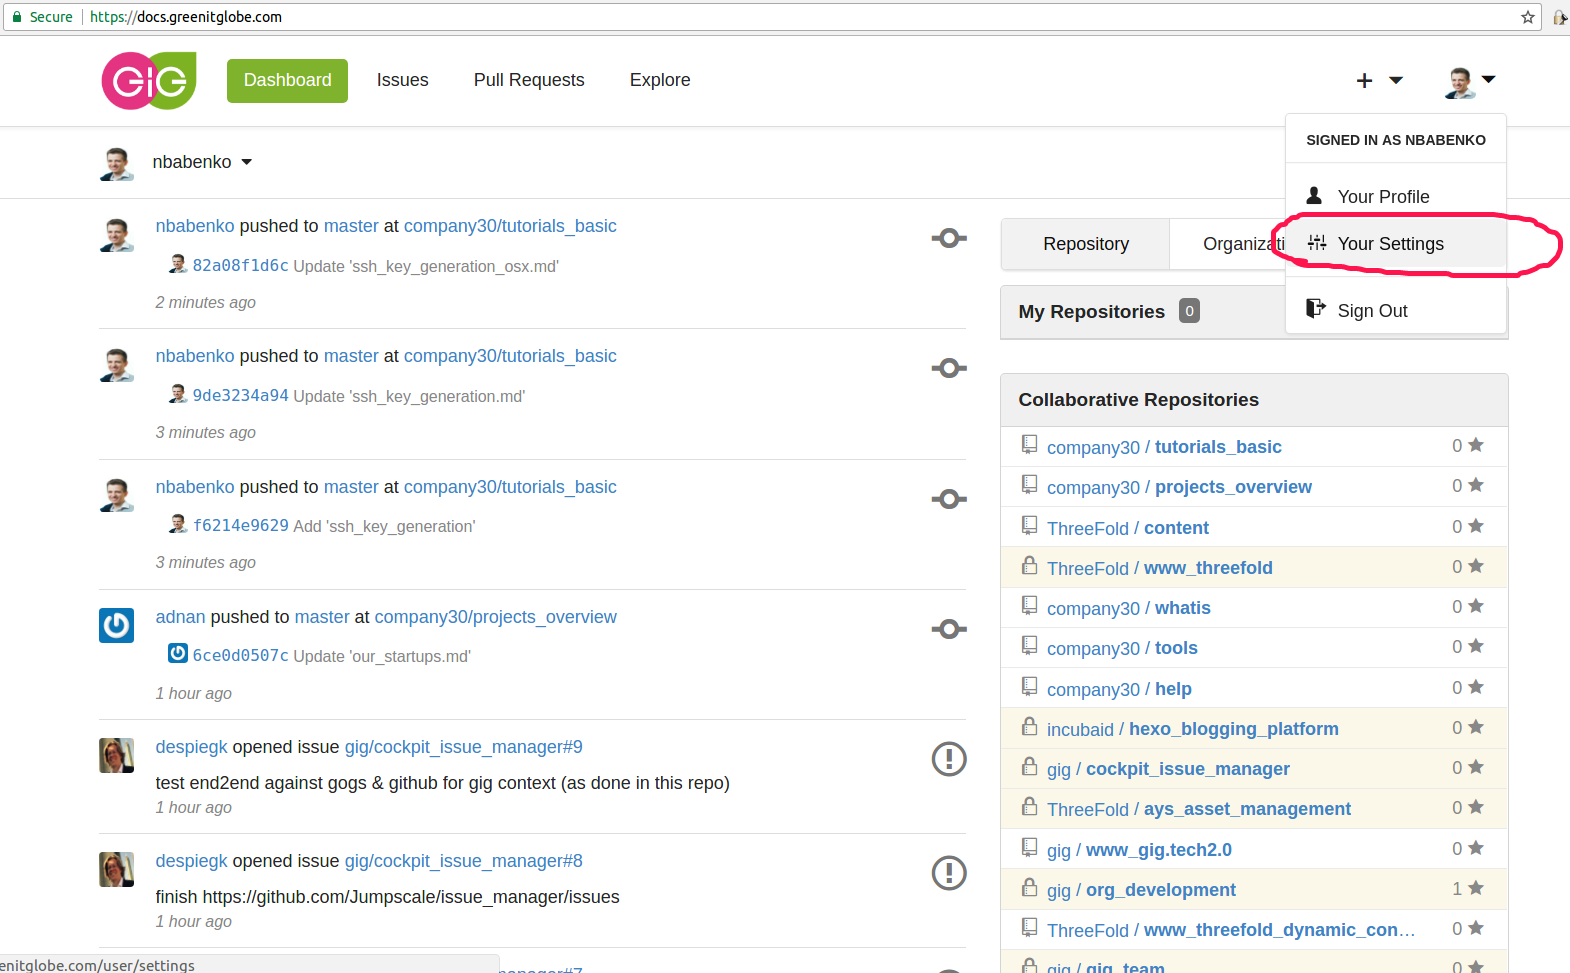 Secure https://docs.greenitglobe.com
GiG Dashboard Issues Pull Requests Explore
SIGNED IN AS NBABENKO
Your Profile
Your Settings
Sign Out
nbabenko
nbabenko pushed to master at company30/tutorials_basic
82a08f1d6c Update 'ssh_key_generation_osx.md'
2 minutes ago
nbabenko pushed to master at company30/tutorials_basic
9de3234a94 Update 'ssh_key_generation.md'
3 minutes ago
nbabenko pushed to master at company30/tutorials_basic
f6214e9629 Add 'ssh_key_generation'
3 minutes ago
adnan pushed to master at company30/projects_overview
6ce0d0507c Update 'our_startups.md'
1 hour ago
despiegk opened issue gig/cockpit_issue_manager#9
test end2end against gogs & github for gig context (as done in this repo)
1 hour ago
despiegk opened issue gig/cockpit_issue_manager#8
finish https://github.com/Jumpscale/issue_manager/issues
1 hour ago
manager#7
enitglobe.com/user/settings
Repository Organizati
My Repositories 0
Collaborative Repositories
company30 / tutorials_basic 0
company30 / projects_overview 0
ThreeFold / content 0
ThreeFold / www_threefold 0
company30 / whatis 0
company30 / tools 0
company30 / help 0
incubaid / hexo_blogging_platform 0
gig / cockpit_issue_manager 0
ThreeFold / ays_asset_management 0
gig / www_gig.tech2.0 0
gig / org_development 1
ThreeFold / www_threefold_dynamic_con... 0
gig / gig_team 0